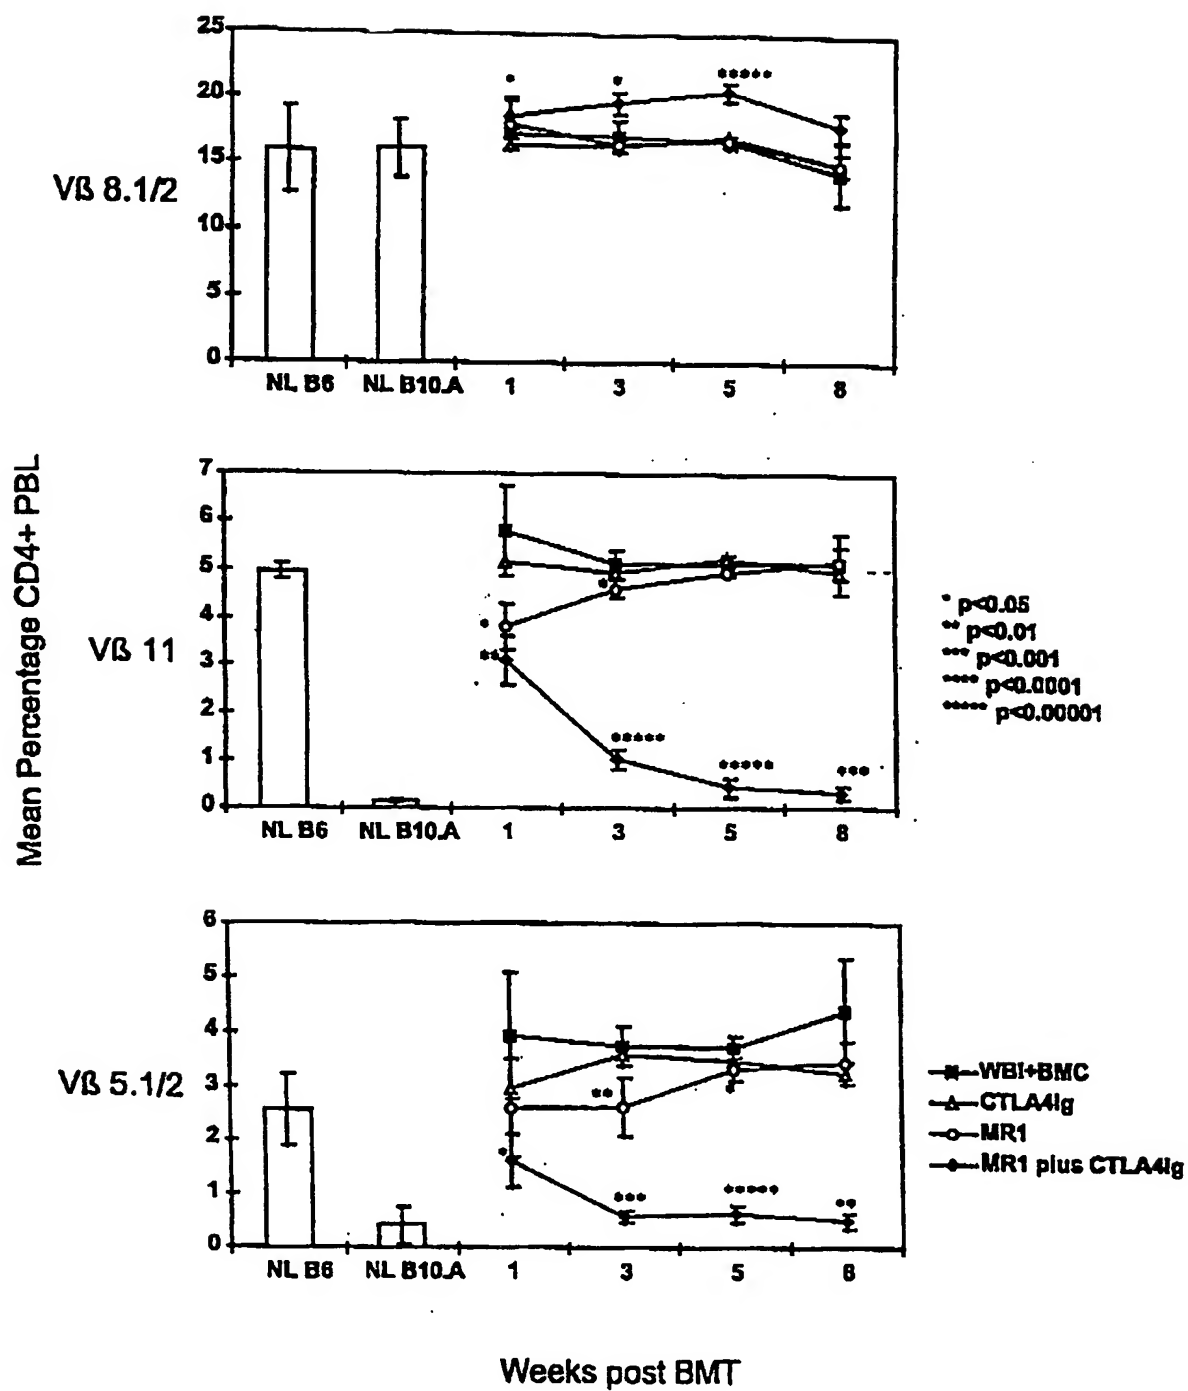 Mean Percentage CD4+ PBL
Vß 8.1/2
25
20
15
10
5
0
NL B6 NL B10.A 1 3 5 8
*
*
*****
Vß 11
7
6
5
4
3
2
1
0
NL B6 NL B10.A 1 3 5 8
*
*
**
*****
*****
***
* p<0.05
** p<0.01
*** p<0.001
**** p<0.0001
***** p<0.00001
Vß 5.1/2
6
5
4
3
2
1
0
NL B6 NL B10.A 1 3 5 8
**
*
*
***
*****
**
WBI+BMC
CTLA4Ig
MR1
MR1 plus CTLA4Ig
Weeks post BMT